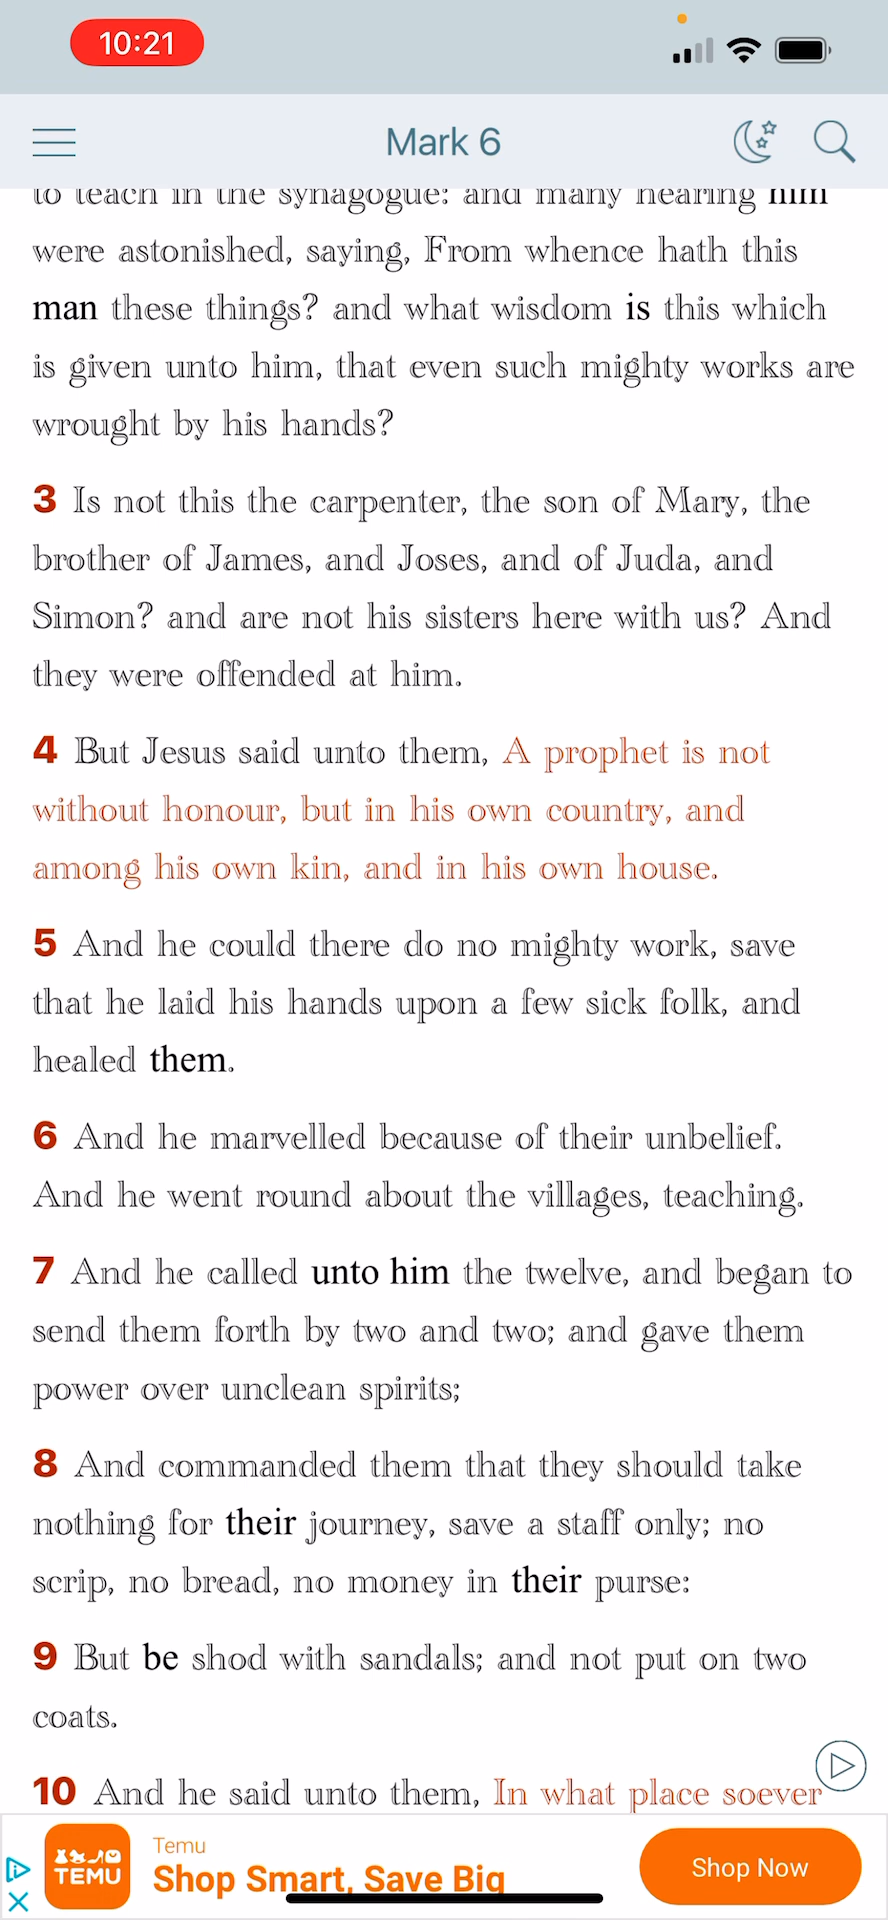 10:21
Mark 6
to teach in the synagogue: and many hearing him
were astonished, saying, From whence hath this
man these things? and what wisdom is this which
is given unto him, that even such mighty works are
wrought by his hands?
3 Is not this the carpenter, the son of Mary, the
brother of James, and Joses, and of Juda, and
Simon? and are not his sisters here with us? And
they were offended at him.
4 But Jesus said unto them, A prophet is not
without honour, but in his own country, and
among his own kin, and in his own house.
5 And he could there do no mighty work, save
that he laid his hands upon a few sick folk, and
healed them.
6 And he marvelled because of their unbelief.
And he went round about the villages, teaching.
7 And he called unto him the twelve, and began to
send them forth by two and two; and gave them
power over unclean spirits;
8 And commanded them that they should take
nothing for their journey, save a staff only; no
scrip, no bread, no money in their purse:
9 But be shod with sandals; and not put on two
coats.
10 And he said unto them, In what place soever
TEMU
Temu
Shop Smart, Save Big
Shop Now